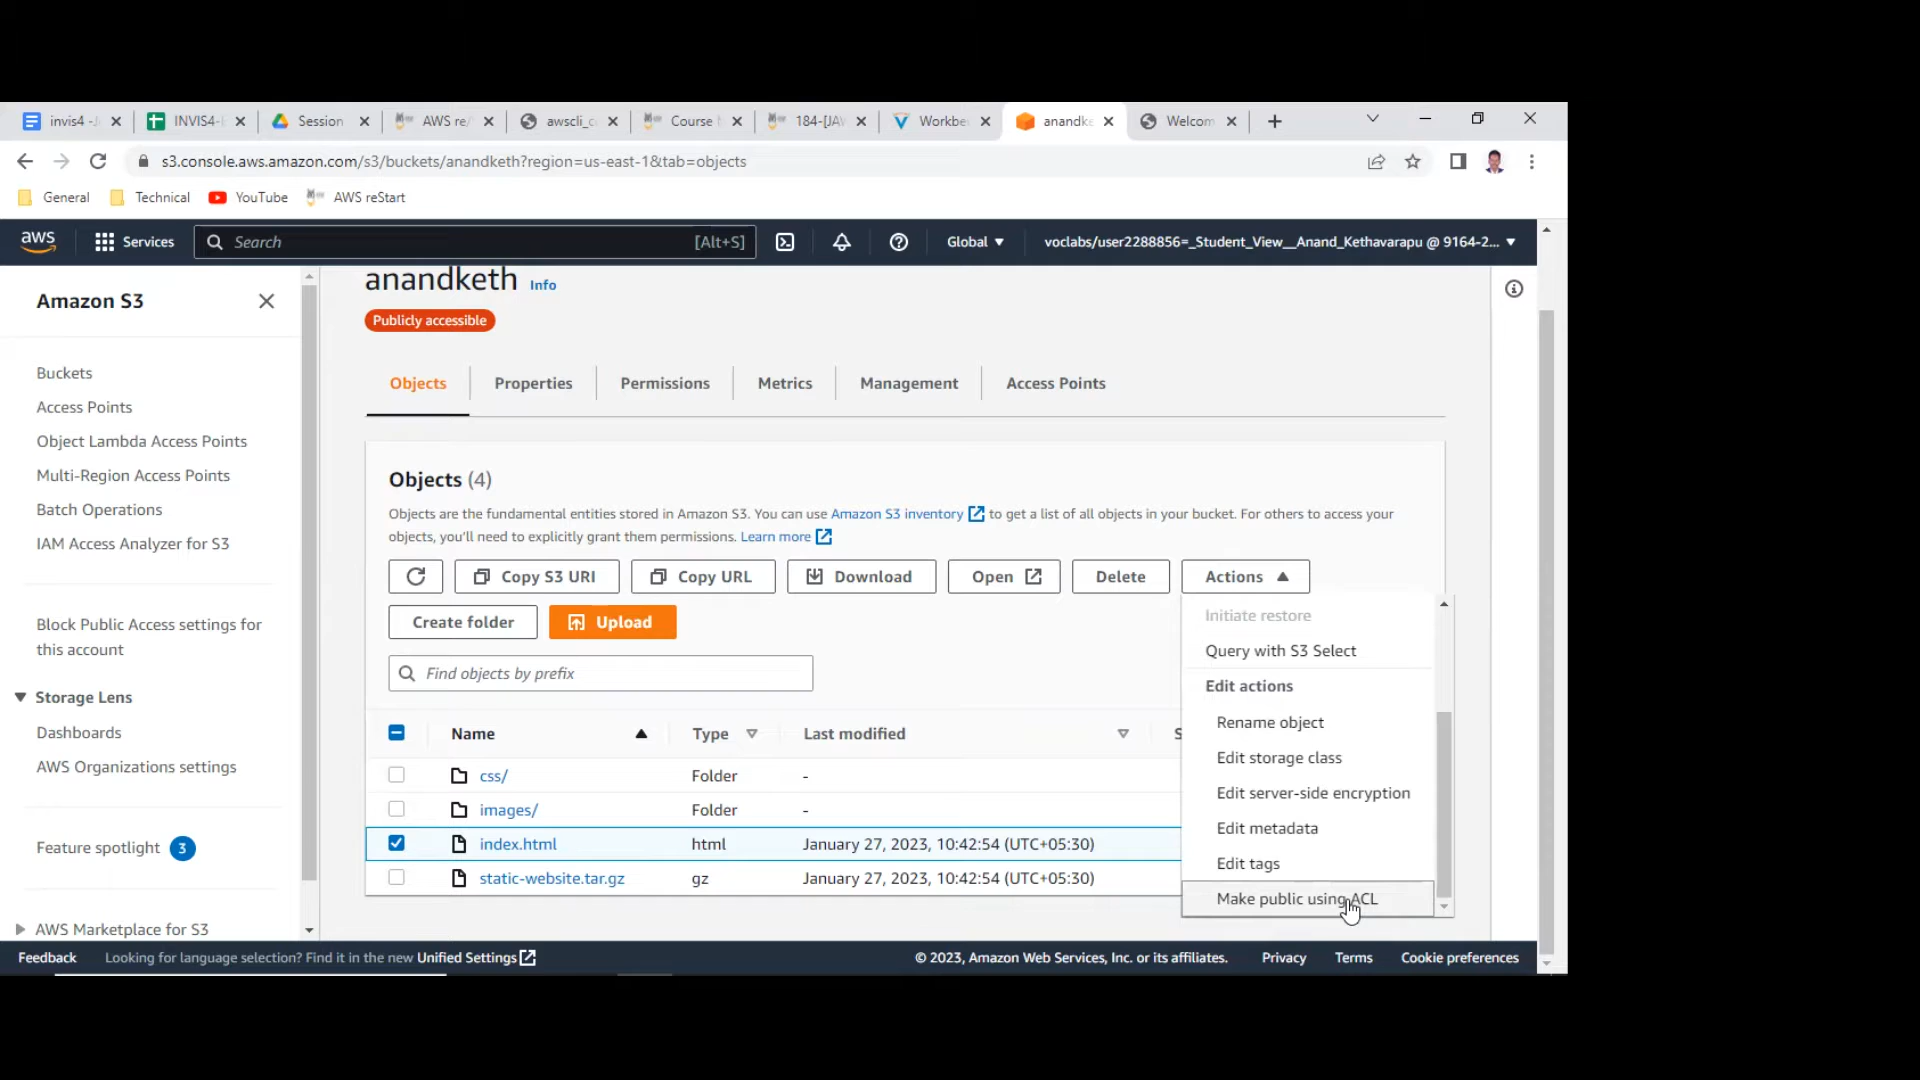 invis4 - J
INVIS4-I
Session
AWS re/
awscli_c
Course
184-[JAV
Workbe
anandke
Welcom
s3.console.aws.amazon.com/s3/buckets/anandketh?region=us-east-1&tab=objects
General
Technical
YouTube
AWS reStart
aws
Services
Search
[Alt+S]
Global
voclabs/user2288856=_Student_View__Anand_Kethavarapu @ 9164-2...
Amazon S3
Buckets
Access Points
Object Lambda Access Points
Multi-Region Access Points
Batch Operations
IAM Access Analyzer for S3
Block Public Access settings for
this account
Storage Lens
Dashboards
AWS Organizations settings
Feature spotlight 3
AWS Marketplace for S3
anandketh Info
Publicly accessible
Objects
Properties
Permissions
Metrics
Management
Access Points
Objects (4)
Objects are the fundamental entities stored in Amazon S3. You can use Amazon S3 inventory to get a list of all objects in your bucket. For others to access your
objects, you'll need to explicitly grant them permissions. Learn more
Copy S3 URI
Copy URL
Download
Open
Delete
Actions
Create folder
Upload
Find objects by prefix
Name
Type
Last modified
S
css/
Folder
-
images/
Folder
-
index.html
html
January 27, 2023, 10:42:54 (UTC+05:30)
static-website.tar.gz
gz
January 27, 2023, 10:42:54 (UTC+05:30)
Initiate restore
Query with S3 Select
Edit actions
Rename object
Edit storage class
Edit server-side encryption
Edit metadata
Edit tags
Make public using ACL
Feedback
Looking for language selection? Find it in the new Unified Settings
© 2023, Amazon Web Services, Inc. or its affiliates.
Privacy
Terms
Cookie preferences